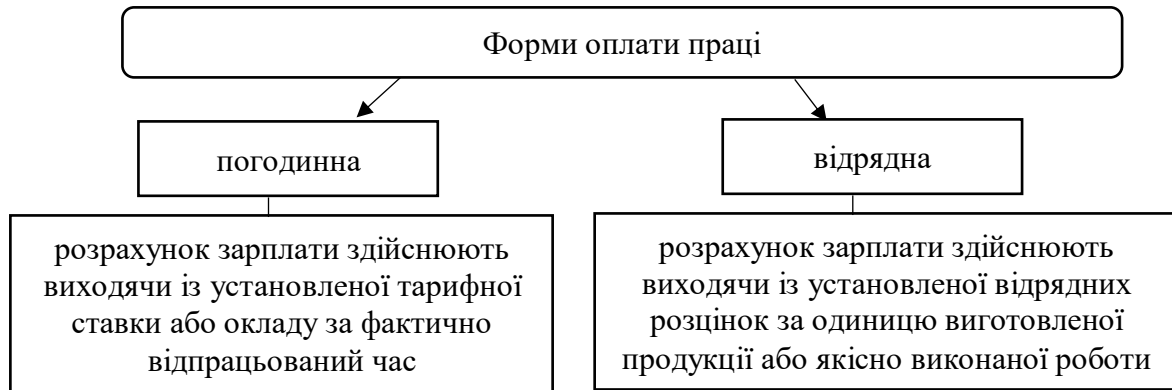 Форми оплати праці
погодинна
відрядна
розрахунок зарплати здійснюють
виходячи із установленої тарифної
ставки або окладу за фактично
відпрацьований час
розрахунок зарплати здійснюють
виходячи із установленої відрядних
розцінок за одиницю виготовленої
продукції або якісно виконаної роботи